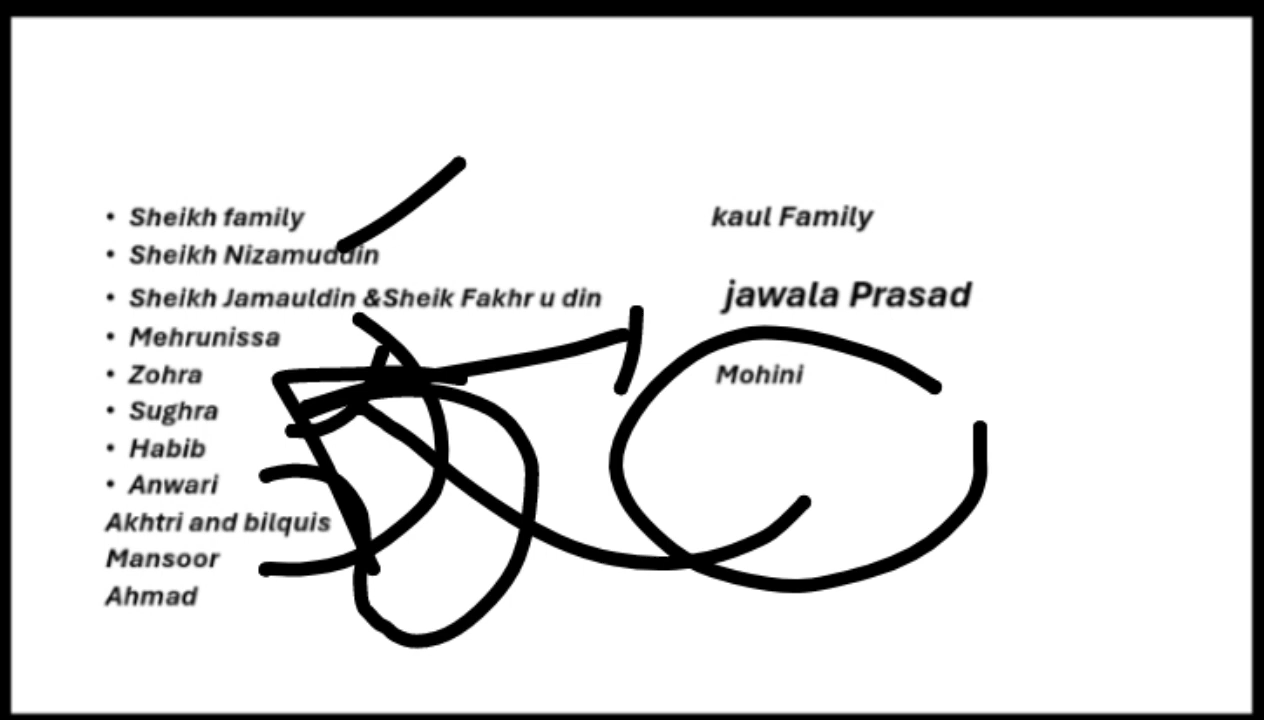 • Sheikh family
• Sheikh Nizamuddin
• Sheikh Jamauldin &Sheik Fakhr u din
• Mehrunissa
• Zohra
• Sughra
• Habib
• Anwari
Akhtri and bilquis
Mansoor
Ahmad
kaul Family
jawala Prasad
Mohini